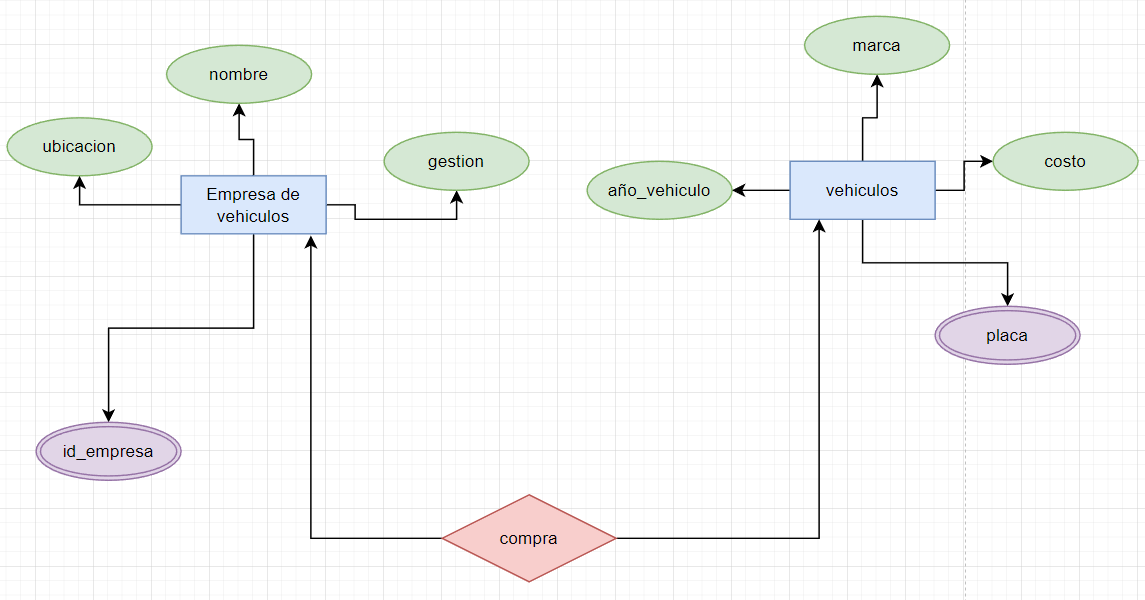 marca
nombre
ubicacion
gestion
costo
año_vehiculo
vehiculos
Empresa de
vehiculos
placa
id_empresa
compra